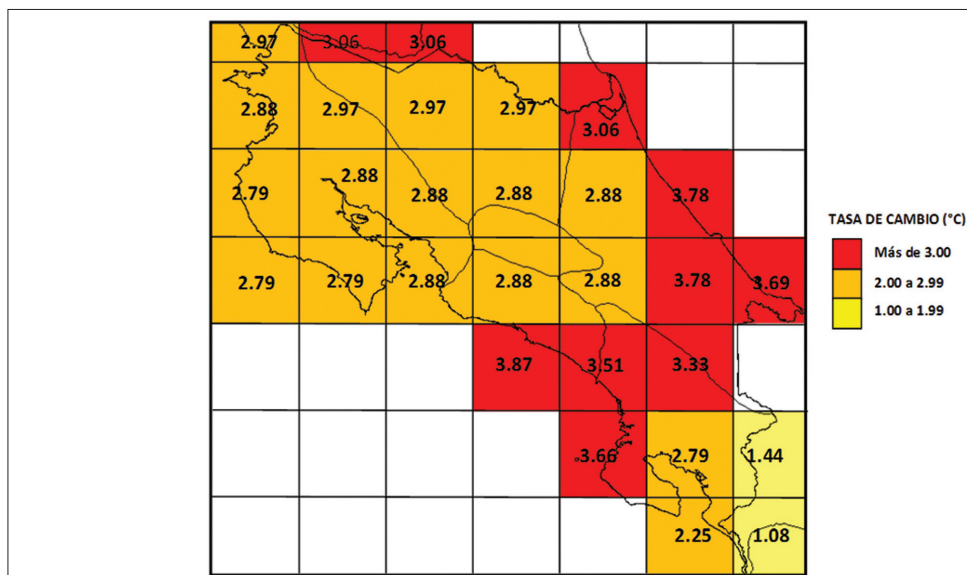 2.97 3.06 3.06
2.88 2.97 2.97 2.97 3.06
2.79 2.88 2.88 2.88 2.88 3.78
2.79 2.79 2.88 2.88 2.88 3.78 3.69
3.87 3.51 3.33
3.66 2.79 1.44
2.25 1.08
TASA DE CAMBIO (°C)
Más de 3.00
2.00 a 2.99
1.00 a 1.99